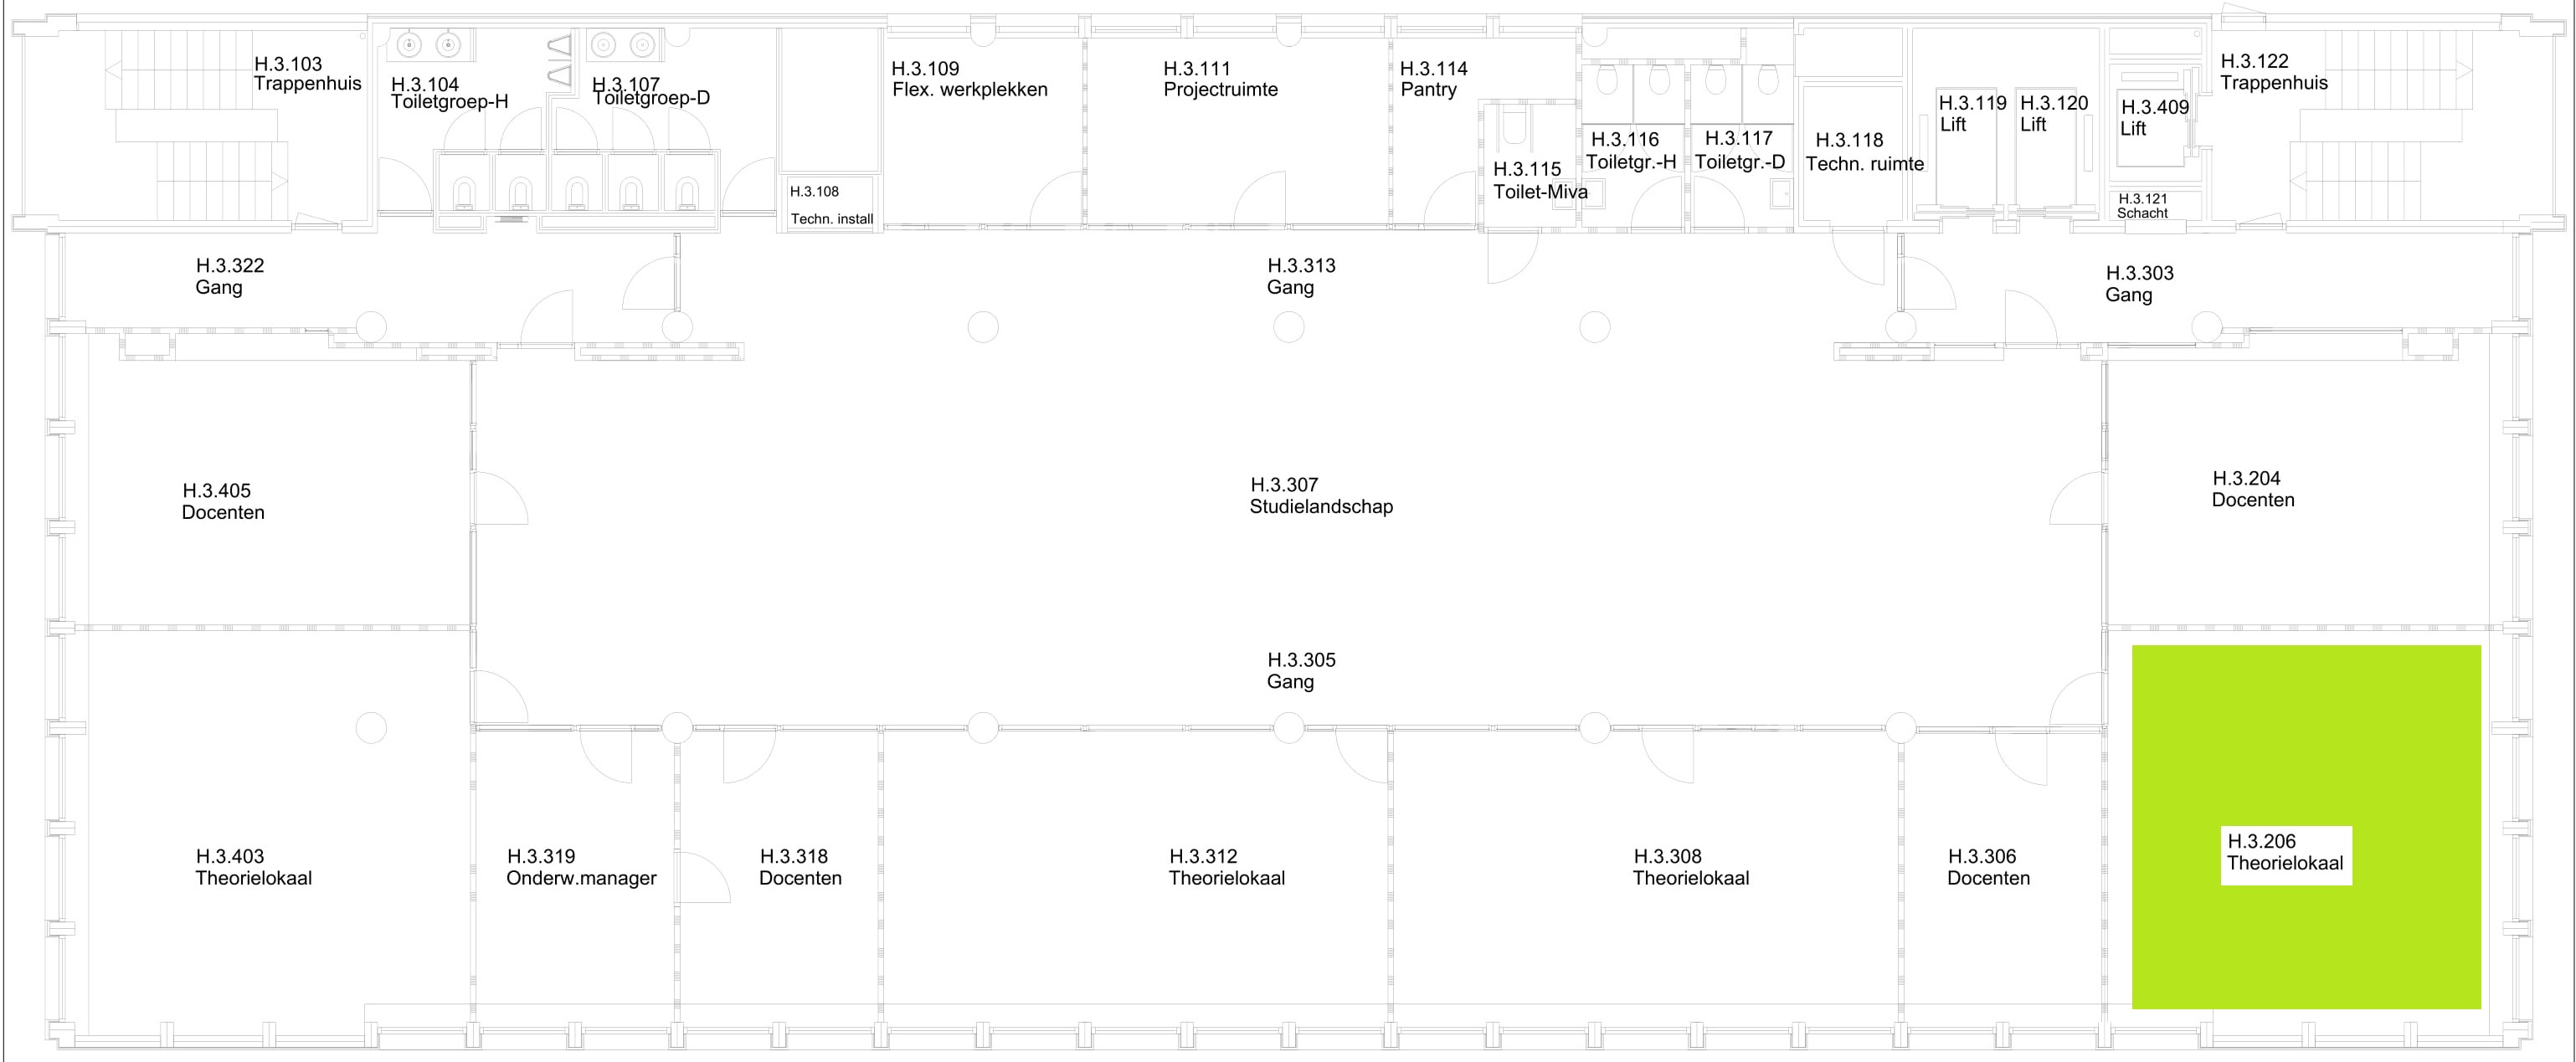 H.3.103
Trappenhuis
H.3.104
Toiletgroep-H
H.3.107
Toiletgroep-D
H.3.108
Techn. install
H.3.109
Flex. werkplekken
H.3.111
Projectruimte
H.3.114
Pantry
H.3.115
Toilet-Miva
H.3.116
Toiletgr.-H
H.3.117
Toiletgr.-D
H.3.118
Techn. ruimte
H.3.119
Lift
H.3.120
Lift
H.3.409
Lift
H.3.121
Schacht
H.3.122
Trappenhuis
H.3.322
Gang
H.3.313
Gang
H.3.303
Gang
H.3.405
Docenten
H.3.307
Studielandschap
H.3.204
Docenten
H.3.305
Gang
H.3.403
Theorielokaal
H.3.319
Onderw.manager
H.3.318
Docenten
H.3.312
Theorielokaal
H.3.308
Theorielokaal
H.3.306
Docenten
H.3.206
Theorielokaal